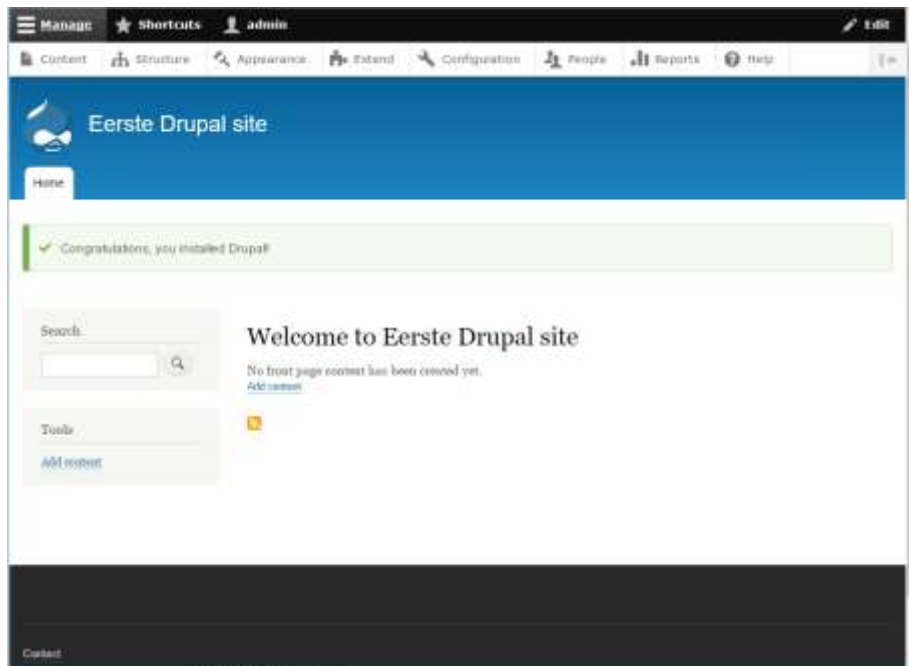 Manage Shortcuts admin Edit
Content Structure Appearance Extend Configuration People Reports Help
Eerste Drupal site
Home
Congratulations, you installed Drupal!
Search
Welcome to Eerste Drupal site
No front page content has been created yet.
Add content
Tools
Add content
Contact